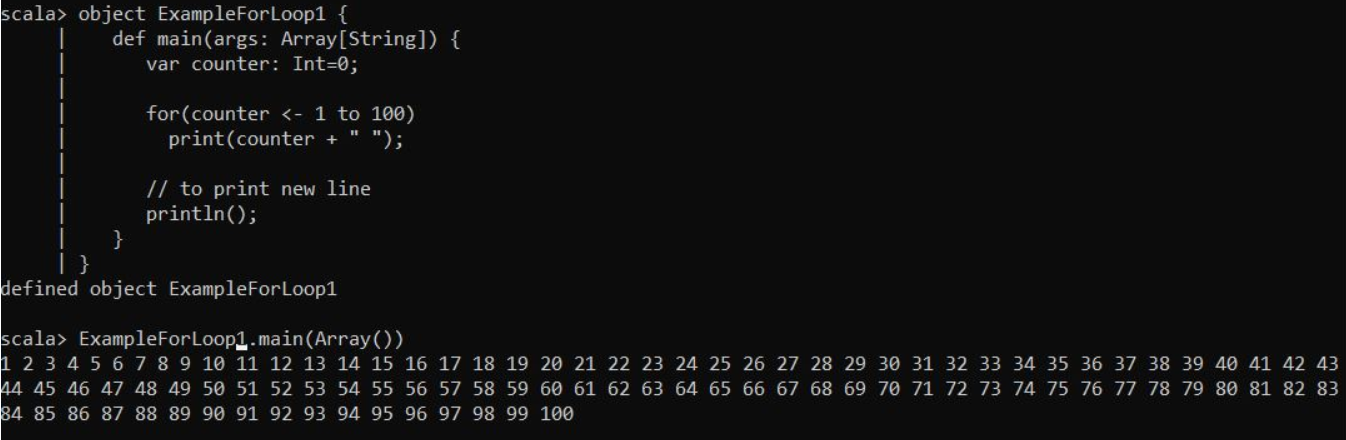 scala> object ExampleForLoop1 {
     |    def main(args: Array[String]) {
     |       var counter: Int=0;
     |
     |       for(counter <- 1 to 100)
     |         print(counter + " ");
     |
     |       // to print new line
     |       println();
     |    }
     | }
defined object ExampleForLoop1

scala> ExampleForLoop1.main(Array())
1 2 3 4 5 6 7 8 9 10 11 12 13 14 15 16 17 18 19 20 21 22 23 24 25 26 27 28 29 30 31 32 33 34 35 36 37 38 39 40 41 42 43
44 45 46 47 48 49 50 51 52 53 54 55 56 57 58 59 60 61 62 63 64 65 66 67 68 69 70 71 72 73 74 75 76 77 78 79 80 81 82 83
84 85 86 87 88 89 90 91 92 93 94 95 96 97 98 99 100